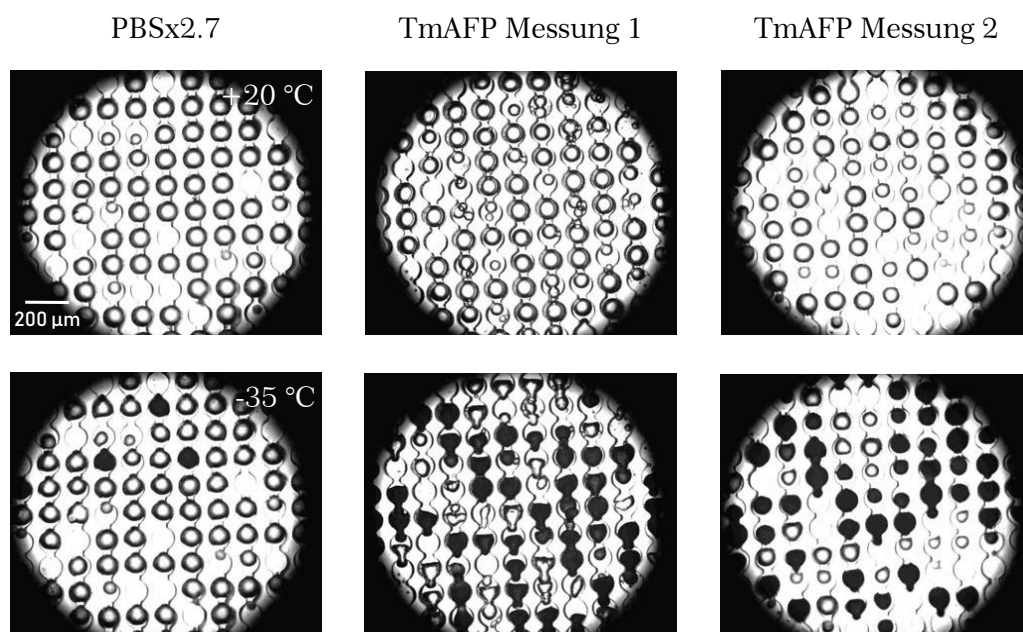 PBSx2.7
TmAFP Messung 1
TmAFP Messung 2
+20 °C
200 µm
-35 °C